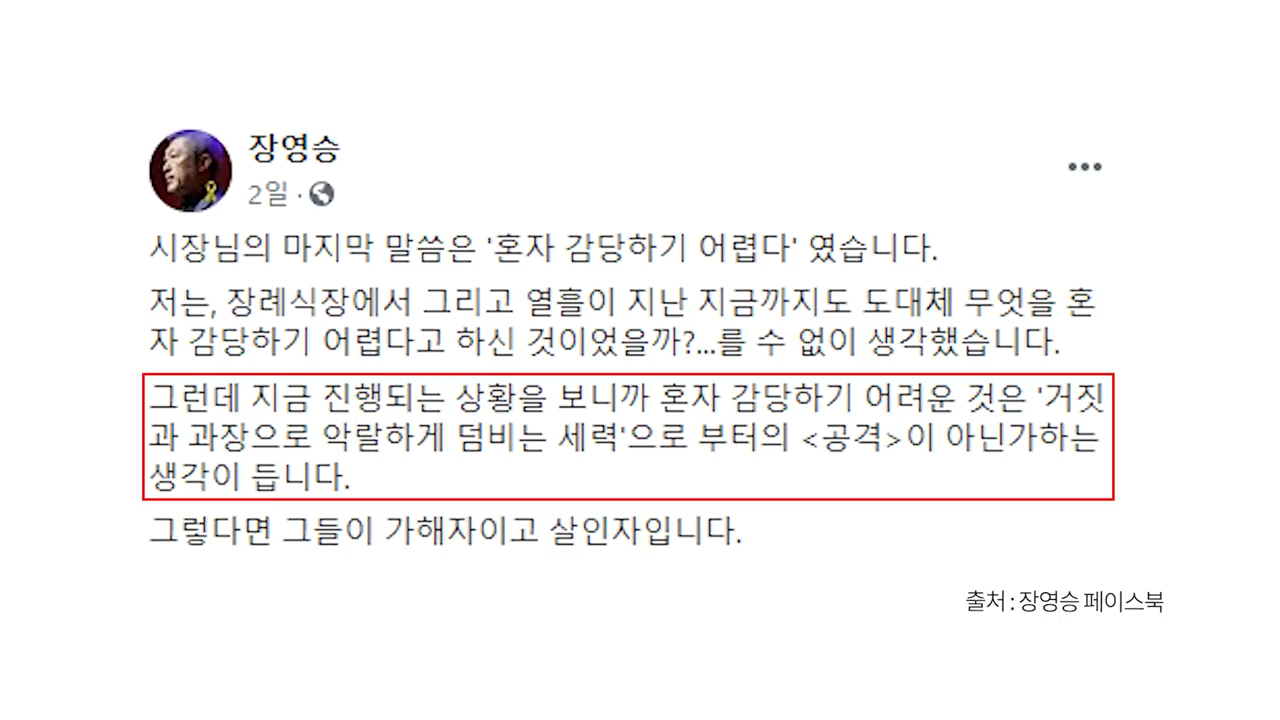 장영승
2일 ·
시장님의 마지막 말씀은 '혼자 감당하기 어렵다' 였습니다.
저는, 장례식장에서 그리고 열흘이 지난 지금까지도 도대체 무엇을 혼
자 감당하기 어렵다고 하신 것이었을까?...를 수 없이 생각했습니다.
그런데 지금 진행되는 상황을 보니까 혼자 감당하기 어려운 것은 '거짓
과 과장으로 악랄하게 덤비는 세력'으로 부터의 <공격>이 아닌가하는
생각이 듭니다.
그렇다면 그들이 가해자이고 살인자입니다.
출처 : 장영승 페이스북